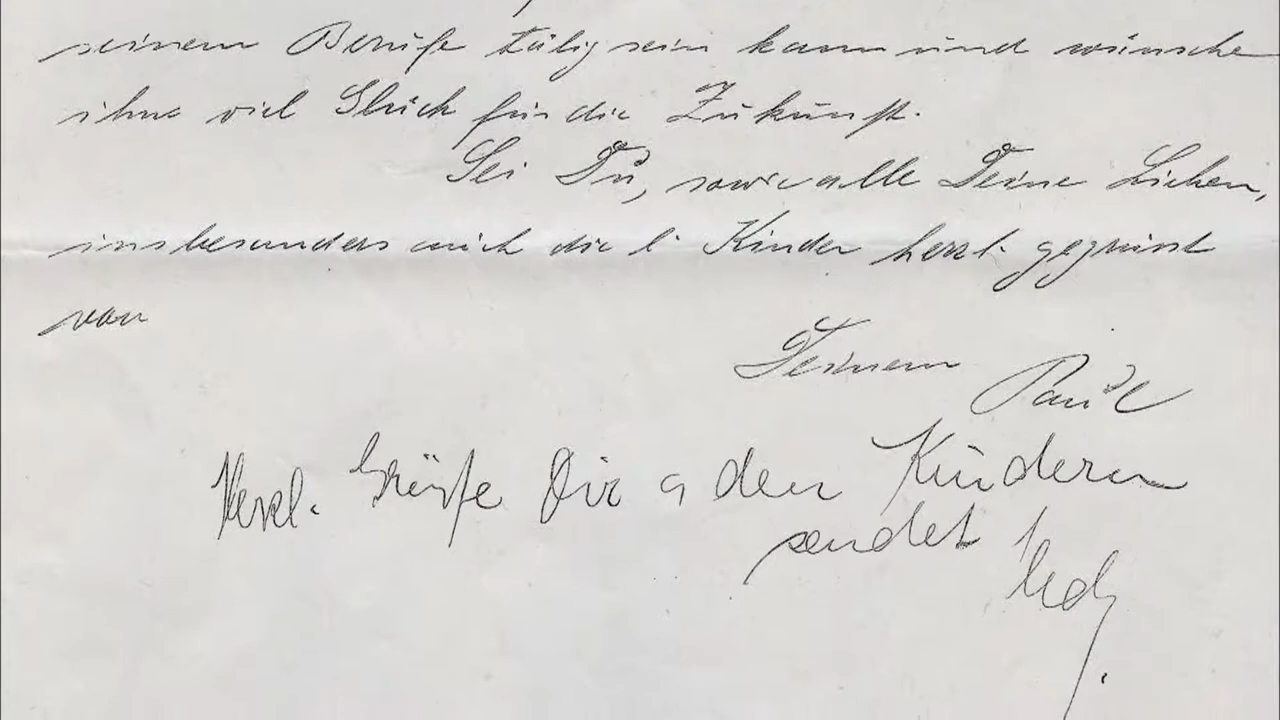 seinem Berufe tätig sein kann und wünsche
ihm viel Glück für die Zukunft.
Sei Du, sowie alle Deine Lieben,
insbesonders auch die l. Kinder herzl. gegrüsst
von
Deinem Paul
Herzl. Grüße Dir u den Kindern
sendet Hedy.